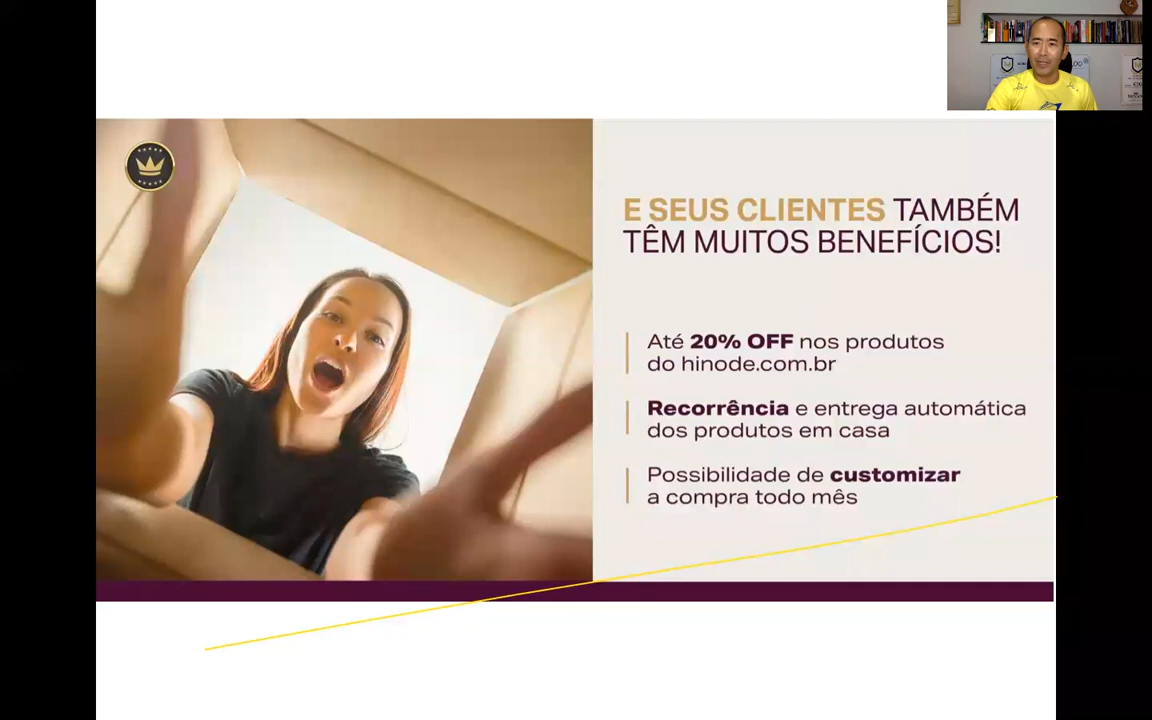 E SEUS CLIENTES TAMBÉM
TÊM MUITOS BENEFÍCIOS!
Até 20% OFF nos produtos
do hinode.com.br
Recorrência e entrega automática
dos produtos em casa
Possibilidade de customizar
a compra todo mês